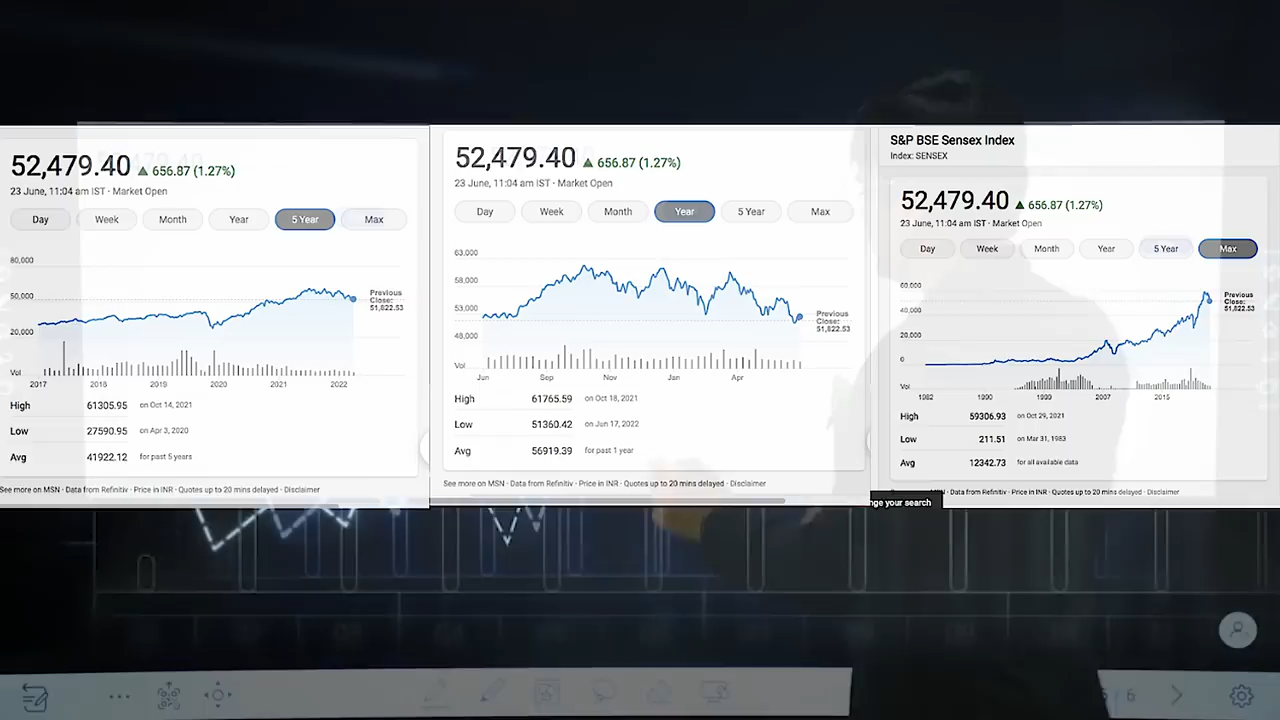 52,479.40 ▲ 656.87 (1.27%)
23 June, 11:04 am IST · Market Open
Day Week Month Year 5 Year Max
80,000
50,000
20,000
Previous
Close:
51,822.53
Vol
2017 2018 2019 2020 2021 2022
High 61305.95 on Oct 14, 2021
Low 27590.95 on Apr 3, 2020
Avg 41922.12 for past 5 years
See more on MSN · Data from Refinitiv · Price in INR · Quotes up to 20 mins delayed · Disclaimer
52,479.40 ▲ 656.87 (1.27%)
23 June, 11:04 am IST · Market Open
Day Week Month Year 5 Year Max
63,000
58,000
53,000
48,000
Previous
Close:
51,822.53
Vol
Jun Sep Nov Jan Apr
High 61765.59 on Oct 18, 2021
Low 51360.42 on Jun 17, 2022
Avg 56919.39 for past 1 year
See more on MSN · Data from Refinitiv · Price in INR · Quotes up to 20 mins delayed · Disclaimer
S&P BSE Sensex Index
Index: SENSEX
52,479.40 ▲ 656.87 (1.27%)
23 June, 11:04 am IST · Market Open
Day Week Month Year 5 Year Max
60,000
40,000
20,000
0
Previous
Close:
51,822.53
Vol
1982 1990 1999 2007 2015
High 59306.93 on Oct 29, 2021
Low 211.51 on Mar 31, 1983
Avg 12342.73 for all available data
MSN · Data from Refinitiv · Price in INR · Quotes up to 20 mins delayed · Disclaimer
nge your search
/ 6